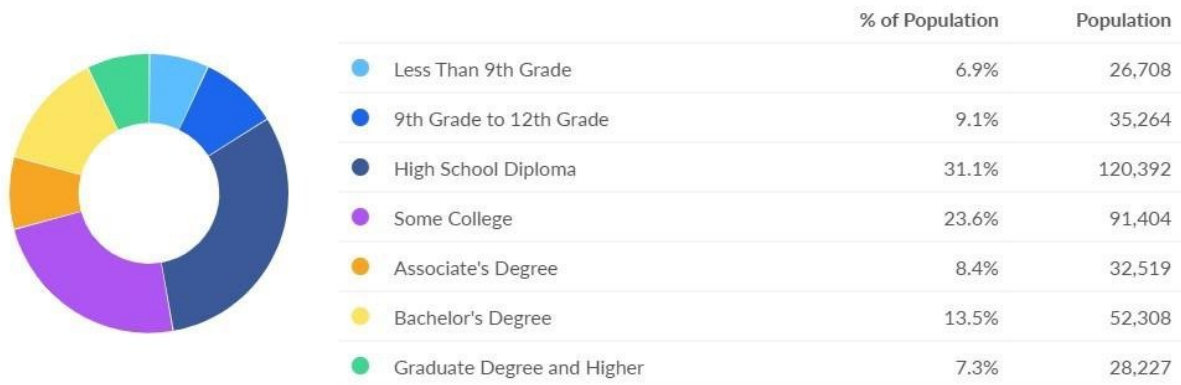 % of Population Population
Less Than 9th Grade 6.9% 26,708
9th Grade to 12th Grade 9.1% 35,264
High School Diploma 31.1% 120,392
Some College 23.6% 91,404
Associate's Degree 8.4% 32,519
Bachelor's Degree 13.5% 52,308
Graduate Degree and Higher 7.3% 28,227